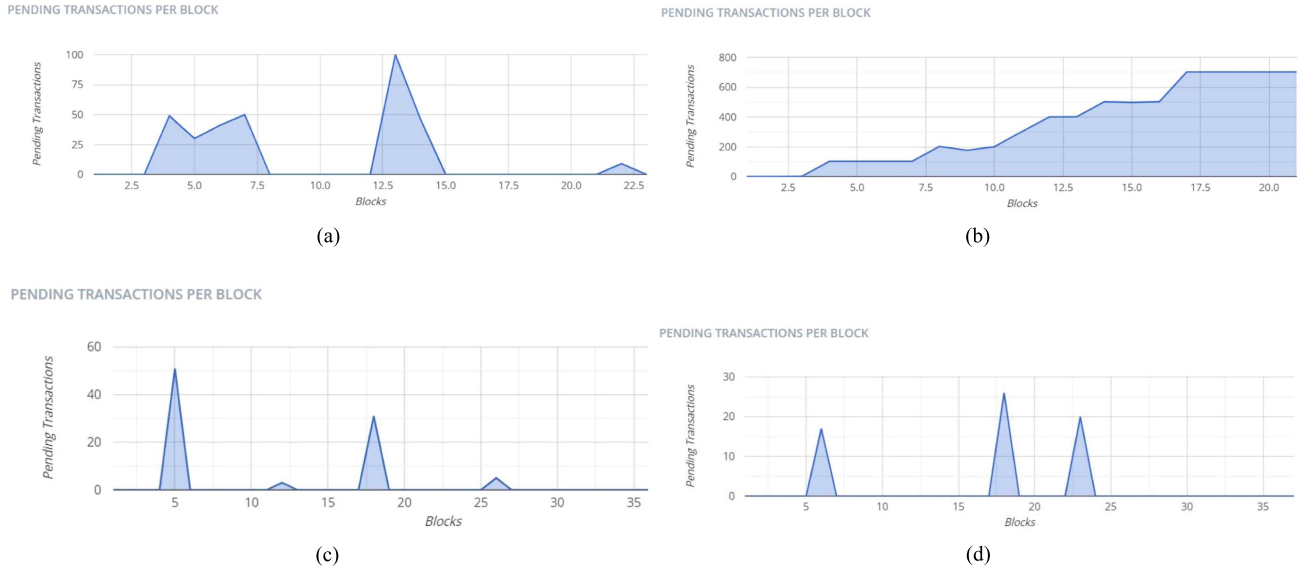 PENDING TRANSACTIONS PER BLOCK
Pending Transactions
100
75
50
25
0
2.5 5.0 7.5 10.0 12.5 15.0 17.5 20.0 22.5
Blocks
(a)
PENDING TRANSACTIONS PER BLOCK
Pending Transactions
800
600
400
200
0
2.5 5.0 7.5 10.0 12.5 15.0 17.5 20.0
Blocks
(b)
PENDING TRANSACTIONS PER BLOCK
Pending Transactions
60
40
20
0
5 10 15 20 25 30 35
Blocks
(c)
PENDING TRANSACTIONS PER BLOCK
Pending Transactions
30
20
10
0
5 10 15 20 25 30 35
Blocks
(d)